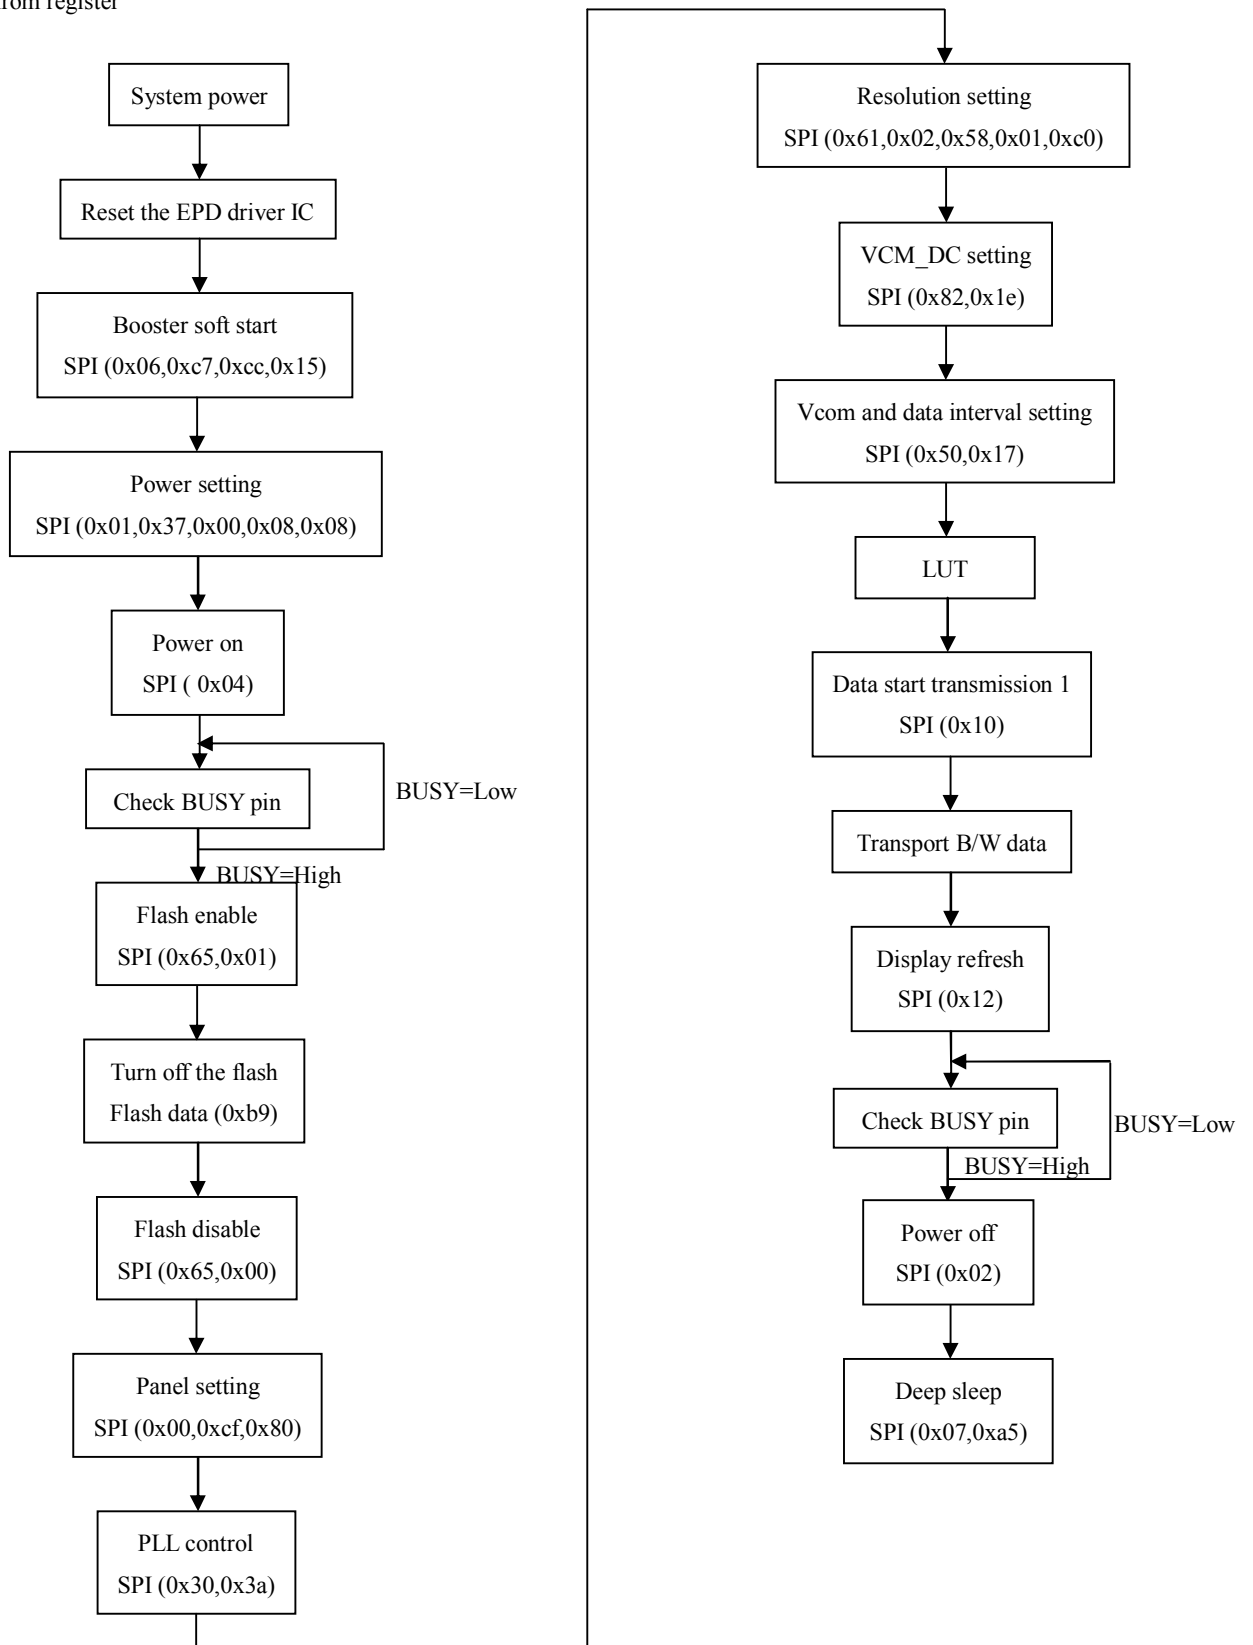 from register
System power
Reset the EPD driver IC
Booster soft start
SPI (0x06,0xc7,0xcc,0x15)
Power setting
SPI (0x01,0x37,0x00,0x08,0x08)
Power on
SPI ( 0x04)
Check BUSY pin
BUSY=Low
BUSY=High
Flash enable
SPI (0x65,0x01)
Turn off the flash
Flash data (0xb9)
Flash disable
SPI (0x65,0x00)
Panel setting
SPI (0x00,0xcf,0x80)
PLL control
SPI (0x30,0x3a)
Resolution setting
SPI (0x61,0x02,0x58,0x01,0xc0)
VCM_DC setting
SPI (0x82,0x1e)
Vcom and data interval setting
SPI (0x50,0x17)
LUT
Data start transmission 1
SPI (0x10)
Transport B/W data
Display refresh
SPI (0x12)
Check BUSY pin
BUSY=Low
BUSY=High
Power off
SPI (0x02)
Deep sleep
SPI (0x07,0xa5)